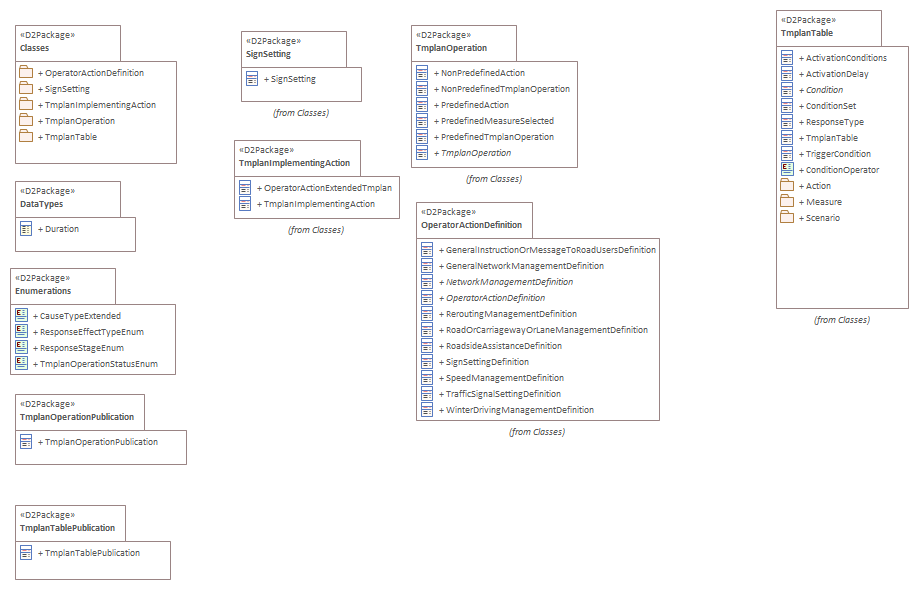 «D2Package»
Classes
+ OperatorActionDefinition
+ SignSetting
+ TmplanImplementingAction
+ TmplanOperation
+ TmplanTable
«D2Package»
DataTypes
+ Duration
«D2Package»
Enumerations
+ CauseTypeExtended
+ ResponseEffectTypeEnum
+ ResponseStageEnum
+ TmplanOperationStatusEnum
«D2Package»
TmplanOperationPublication
+ TmplanOperationPublication
«D2Package»
TmplanTablePublication
+ TmplanTablePublication
«D2Package»
SignSetting
+ SignSetting
(from Classes)
«D2Package»
TmplanImplementingAction
+ OperatorActionExtendedTmplan
+ TmplanImplementingAction
(from Classes)
«D2Package»
TmplanOperation
+ NonPredefinedAction
+ NonPredefinedTmplanOperation
+ PredefinedAction
+ PredefinedMeasureSelected
+ PredefinedTmplanOperation
+ TmplanOperation
(from Classes)
«D2Package»
OperatorActionDefinition
+ GeneralInstructionOrMessageToRoadUsersDefinition
+ GeneralNetworkManagementDefinition
+ NetworkManagementDefinition
+ OperatorActionDefinition
+ ReroutingManagementDefinition
+ RoadOrCarriagewayOrLaneManagementDefinition
+ RoadsideAssistanceDefinition
+ SignSettingDefinition
+ SpeedManagementDefinition
+ TrafficSignalSettingDefinition
+ WinterDrivingManagementDefinition
(from Classes)
«D2Package»
TmplanTable
+ ActivationConditions
+ ActivationDelay
+ Condition
+ ConditionSet
+ ResponseType
+ TmplanTable
+ TriggerCondition
+ ConditionOperator
+ Action
+ Measure
+ Scenario
(from Classes)